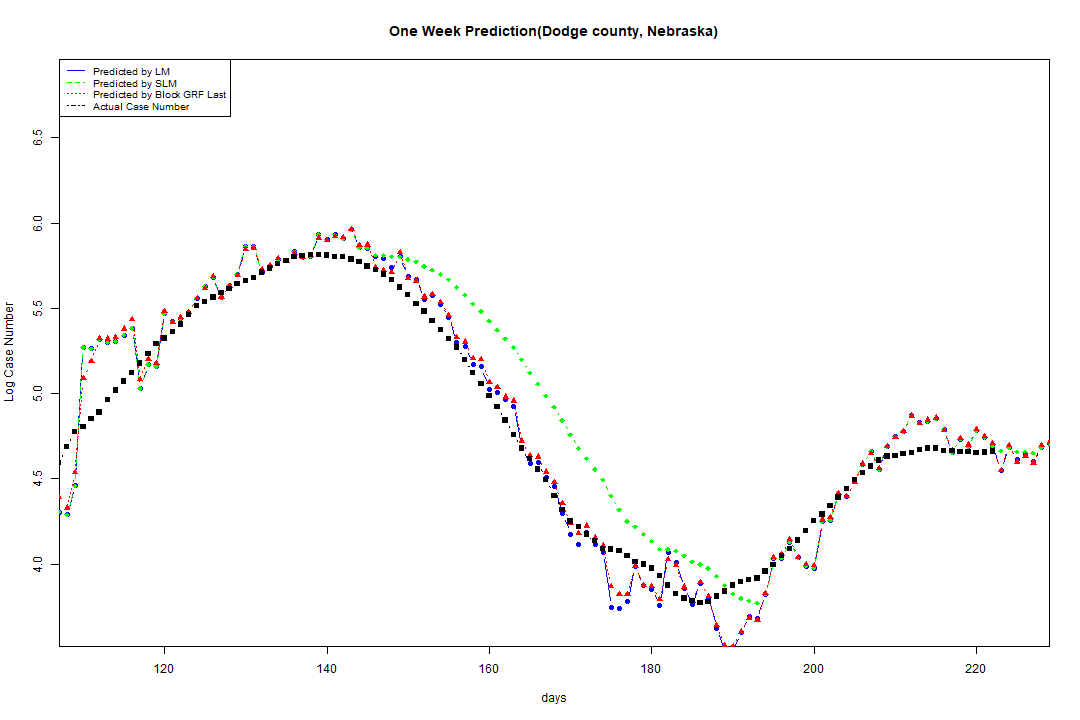 One Week Prediction(Dodge county, Nebraska)
Predicted by LM
Predicted by SLM
Predicted by Block GRF Last
Actual Case Number
6.5
6.0
5.5
5.0
4.5
4.0
Log Case Number
120 140 160 180 200 220
days